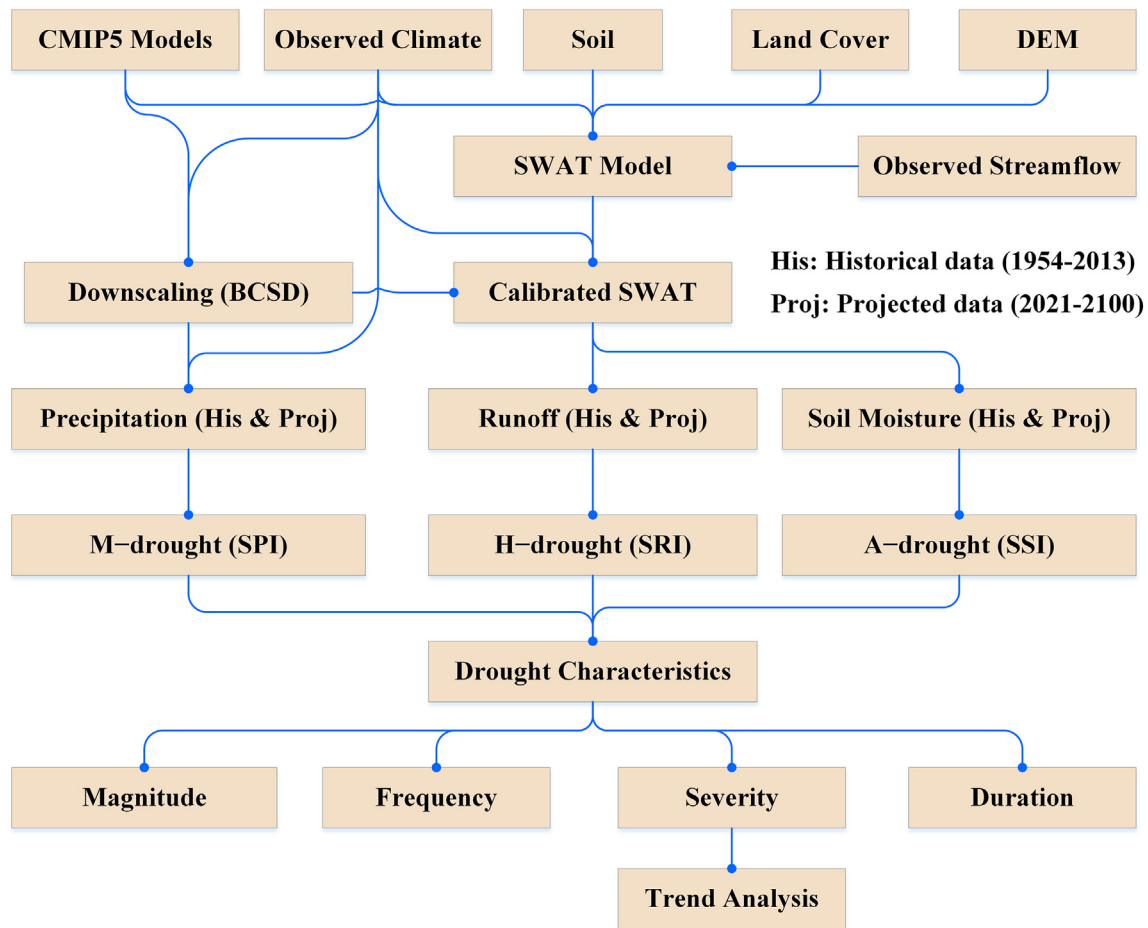 CMIP5 Models
Observed Climate
Soil
Land Cover
DEM
SWAT Model
Observed Streamflow
His: Historical data (1954-2013)
Proj: Projected data (2021-2100)
Downscaling (BCSD)
Calibrated SWAT
Precipitation (His & Proj)
Runoff (His & Proj)
Soil Moisture (His & Proj)
M−drought (SPI)
H−drought (SRI)
A−drought (SSI)
Drought Characteristics
Magnitude
Frequency
Severity
Duration
Trend Analysis